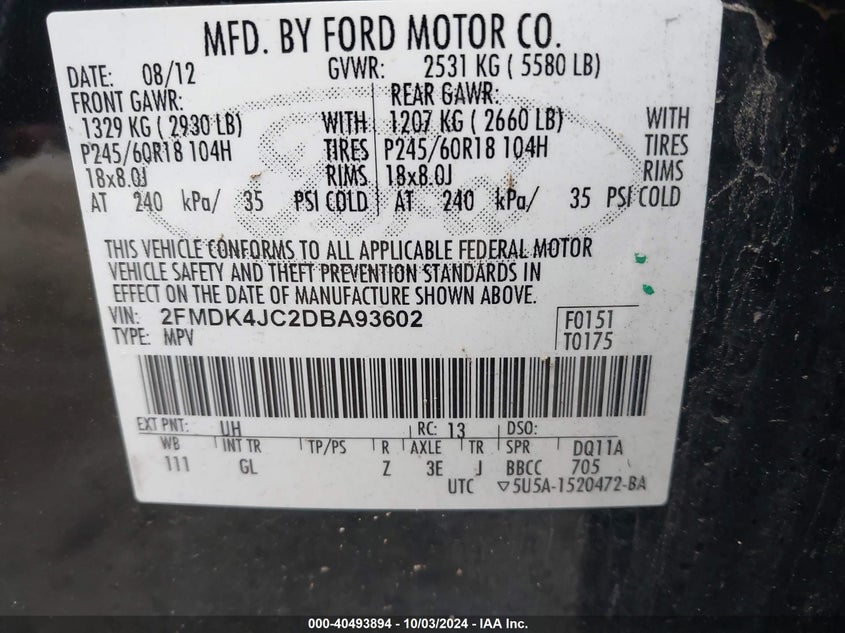 MFD. BY FORD MOTOR CO.
DATE: 08/12 GVWR: 2531 KG ( 5580 LB)
FRONT GAWR: REAR GAWR:
1329 KG ( 2930 LB) WITH 1207 KG ( 2660 LB) WITH
P245/60R18 104H TIRES P245/60R18 104H TIRES
18x8.0J RIMS 18x8.0J RIMS
AT 240 kPa/ 35 PSI COLD AT 240 kPa/ 35 PSI COLD
THIS VEHICLE CONFORMS TO ALL APPLICABLE FEDERAL MOTOR
VEHICLE SAFETY AND THEFT PREVENTION STANDARDS IN
EFFECT ON THE DATE OF MANUFACTURE SHOWN ABOVE.
VIN: 2FMDK4JC2DBA93602 F0151
TYPE: MPV T0175
EXT PNT: UH RC: 13 DSO:
WB INT TR TP/PS R AXLE TR SPR DQ11A
111 GL Z 3E J BBCC 705
UTC ▽5U5A-1520472-BA
000-40493894 - 10/03/2024 - IAA Inc.